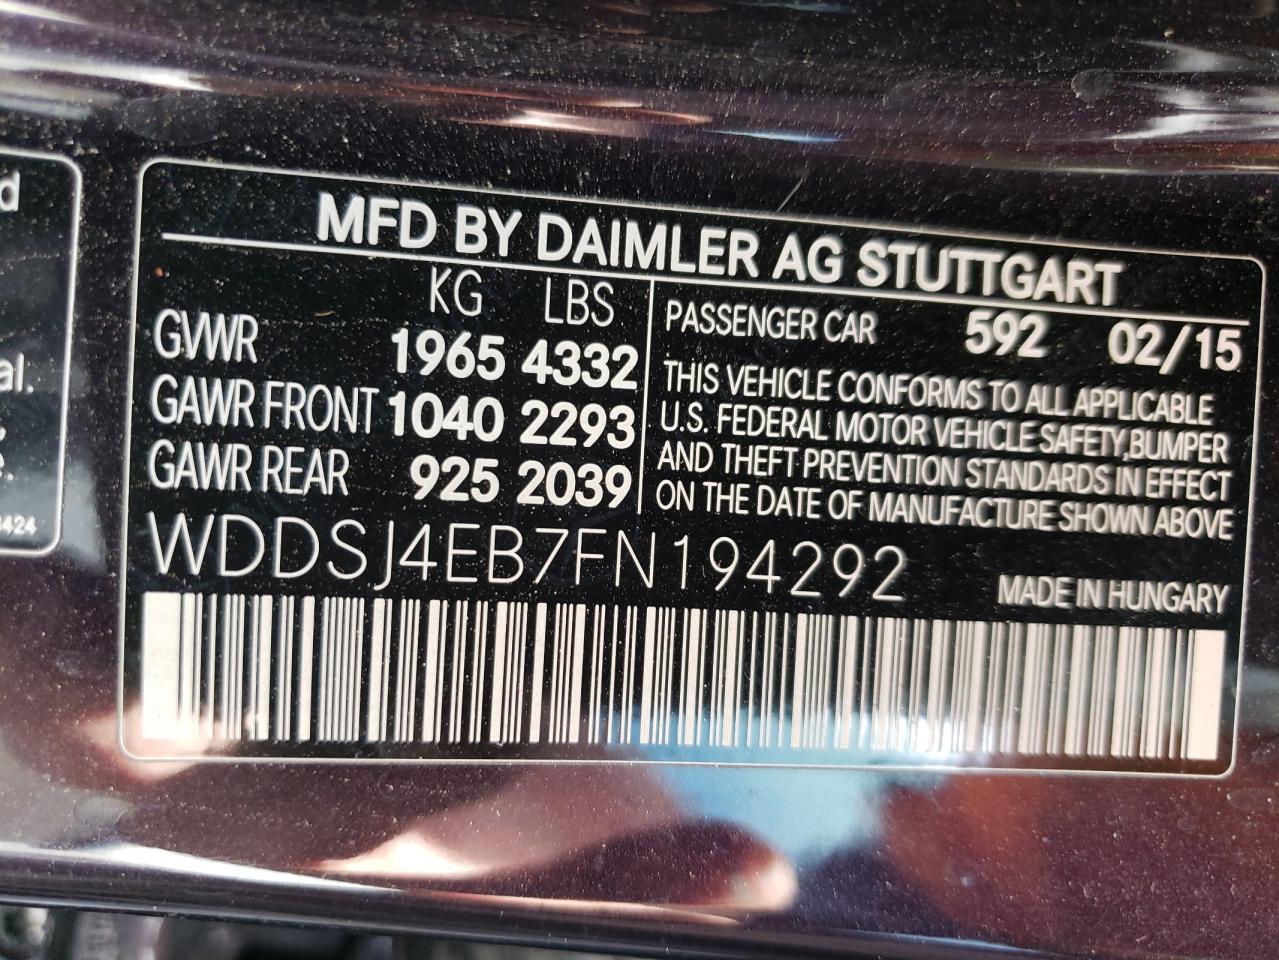 d
al.
e.
3424
MFD BY DAIMLER AG STUTTGART
KG LBS
GVWR 1965 4332
GAWR FRONT 1040 2293
GAWR REAR 925 2039
PASSENGER CAR 592 02/15
THIS VEHICLE CONFORMS TO ALL APPLICABLE
U.S. FEDERAL MOTOR VEHICLE SAFETY, BUMPER
AND THEFT PREVENTION STANDARDS IN EFFECT
ON THE DATE OF MANUFACTURE SHOWN ABOVE
WDDSJ4EB7FN194292
MADE IN HUNGARY